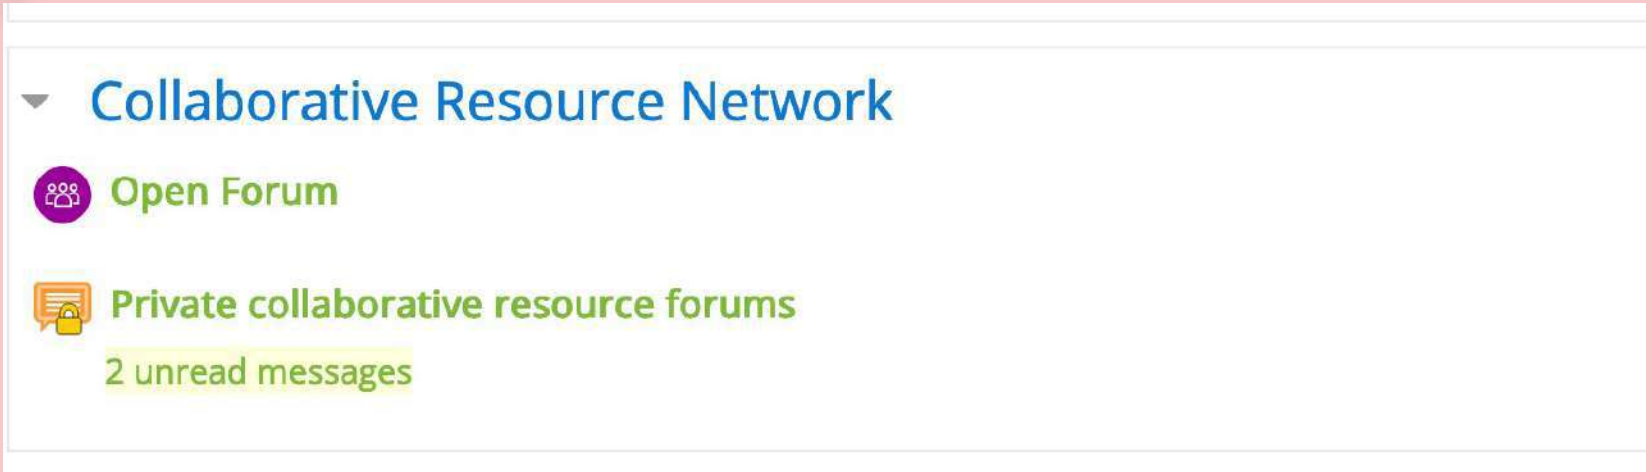 Collaborative Resource Network
Open Forum
Private collaborative resource forums
2 unread messages